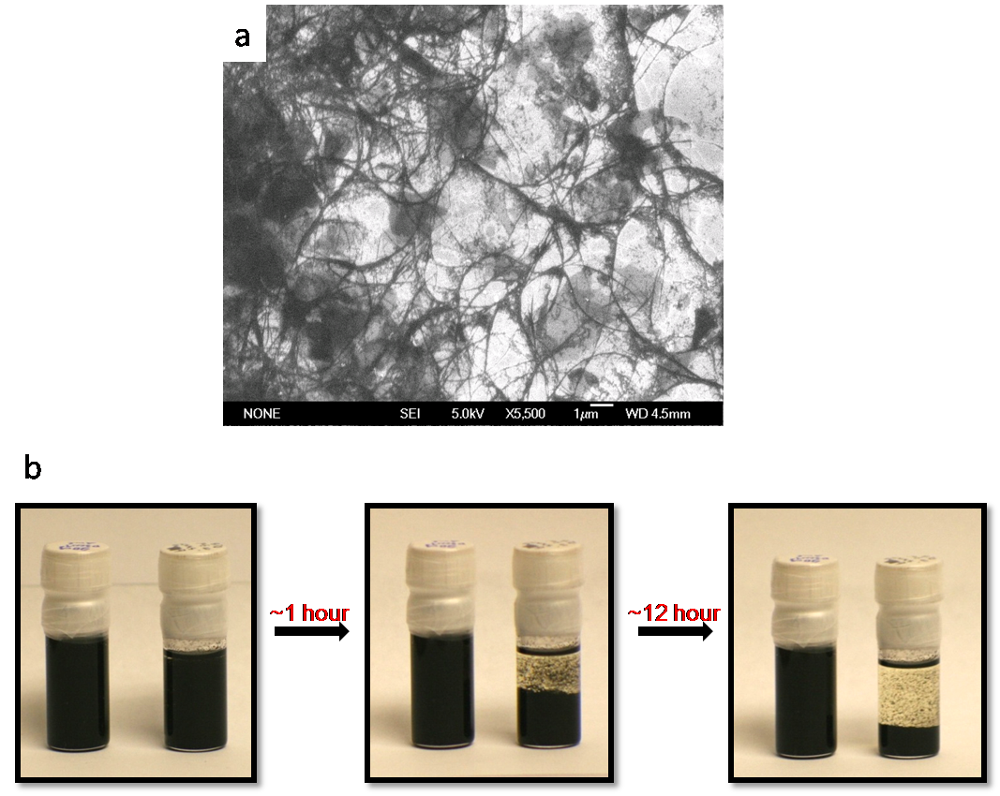 a
NONE SEI 5.0kV X5,500 1µm WD 4.5mm
b
~1 hour
~12 hour